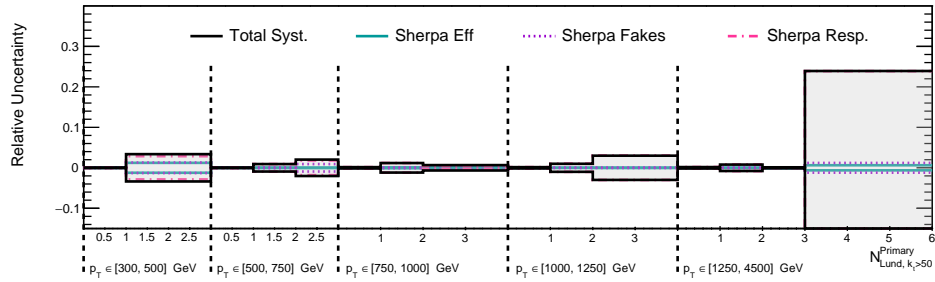 Total Syst. Sherpa Eff Sherpa Fakes Sherpa Resp.
Relative Uncertainty
0.3
0.2
0.1
0
−0.1
0.5 1 1.5 2 2.5 0.5 1 1.5 2 2.5 1 2 3 1 2 3 1 2 3 4 5 6
p_T ∈ [300, 500] GeV p_T ∈ [500, 750] GeV p_T ∈ [750, 1000] GeV p_T ∈ [1000, 1250] GeV p_T ∈ [1250, 4500] GeV N^Primary_Lund, k_t>50